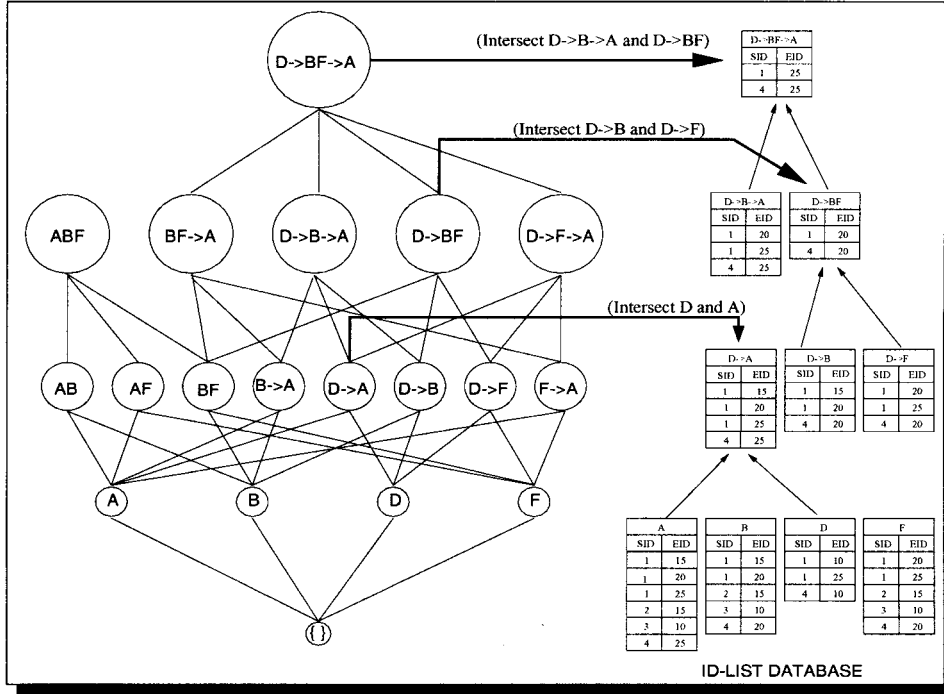 (Intersect D->B->A and D->BF)
D->BF->A
D->BF->A
SID EID
1 25
4 25
(Intersect D->B and D->F)
ABF BF->A D->B->A D->BF D->F->A
D->B->A
SID EID
1 20
1 25
4 25
D->BF
SID EID
1 20
4 20
(Intersect D and A)
AB AF BF B->A D->A D->B D->F F->A
D->A
SID EID
1 15
1 20
1 25
4 25
D->B
SID EID
1 15
1 20
4 20
D->F
SID EID
1 20
1 25
4 20
A B D F
A
SID EID
1 15
1 20
1 25
2 15
3 10
4 25
B
SID EID
1 15
1 20
2 15
3 10
4 20
D
SID EID
1 10
1 25
4 10
F
SID EID
1 20
1 25
2 15
3 10
4 20
{ }
ID-LIST DATABASE